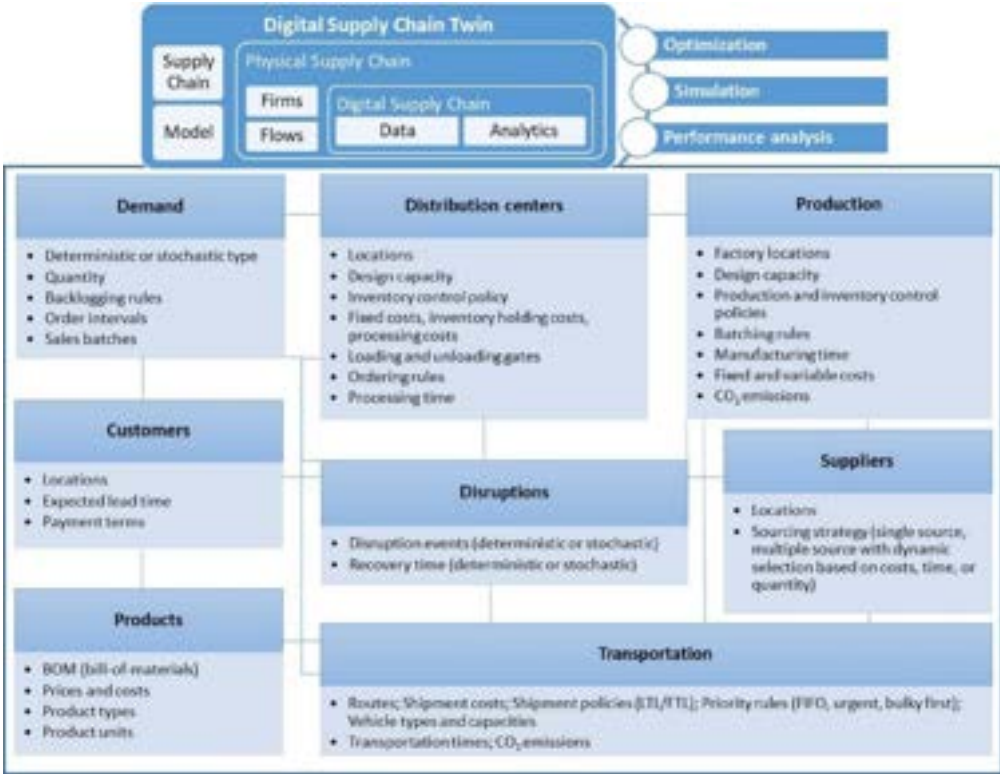 Digital Supply Chain Twin
Supply
Chain
Model
Physical Supply Chain
Firms
Flows
Digital Supply Chain
Data
Analytics
Optimization
Simulation
Performance analysis
Demand
• Deterministic or stochastic type
• Quantity
• Backlogging rules
• Order intervals
• Sales batches
Distribution centers
• Locations
• Design capacity
• Inventory control policy
• Fixed costs, inventory holding costs,
processing costs
• Loading and unloading gates
• Ordering rules
• Processing time
Production
• Factory locations
• Design capacity
• Production and inventory control
policies
• Batching rules
• Manufacturing time
• Fixed and variable costs
• CO₂ emissions
Customers
• Locations
• Expected lead time
• Payment terms
Disruptions
• Disruption events (deterministic or stochastic)
• Recovery time (deterministic or stochastic)
Suppliers
• Locations
• Sourcing strategy (single source,
multiple source with dynamic
selection based on costs, time, or
quantity)
Products
• BOM (bill-of-materials)
• Prices and costs
• Product types
• Product units
Transportation
• Routes; Shipment costs; Shipment policies (LTL/FTL); Priority rules (FIFO, urgent, bulky first);
Vehicle types and capacities
• Transportation times; CO₂ emissions